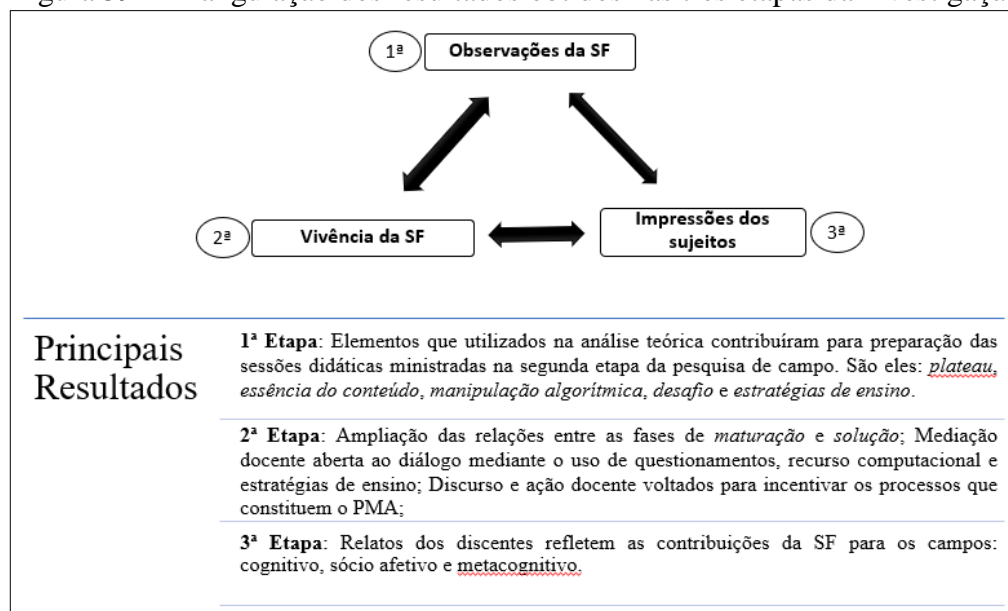 1ª Observações da SF
2ª Vivência da SF
Impressões dos
sujeitos 3ª
Principais
Resultados
1ª Etapa: Elementos que utilizados na análise teórica contribuíram para preparação das
sessões didáticas ministradas na segunda etapa da pesquisa de campo. São eles: plateau,
essência do conteúdo, manipulação algorítmica, desafio e estratégias de ensino.
2ª Etapa: Ampliação das relações entre as fases de maturação e solução; Mediação
docente aberta ao diálogo mediante o uso de questionamentos, recurso computacional e
estratégias de ensino; Discurso e ação docente voltados para incentivar os processos que
constituem o PMA;
3ª Etapa: Relatos dos discentes refletem as contribuições da SF para os campos:
cognitivo, sócio afetivo e metacognitivo.